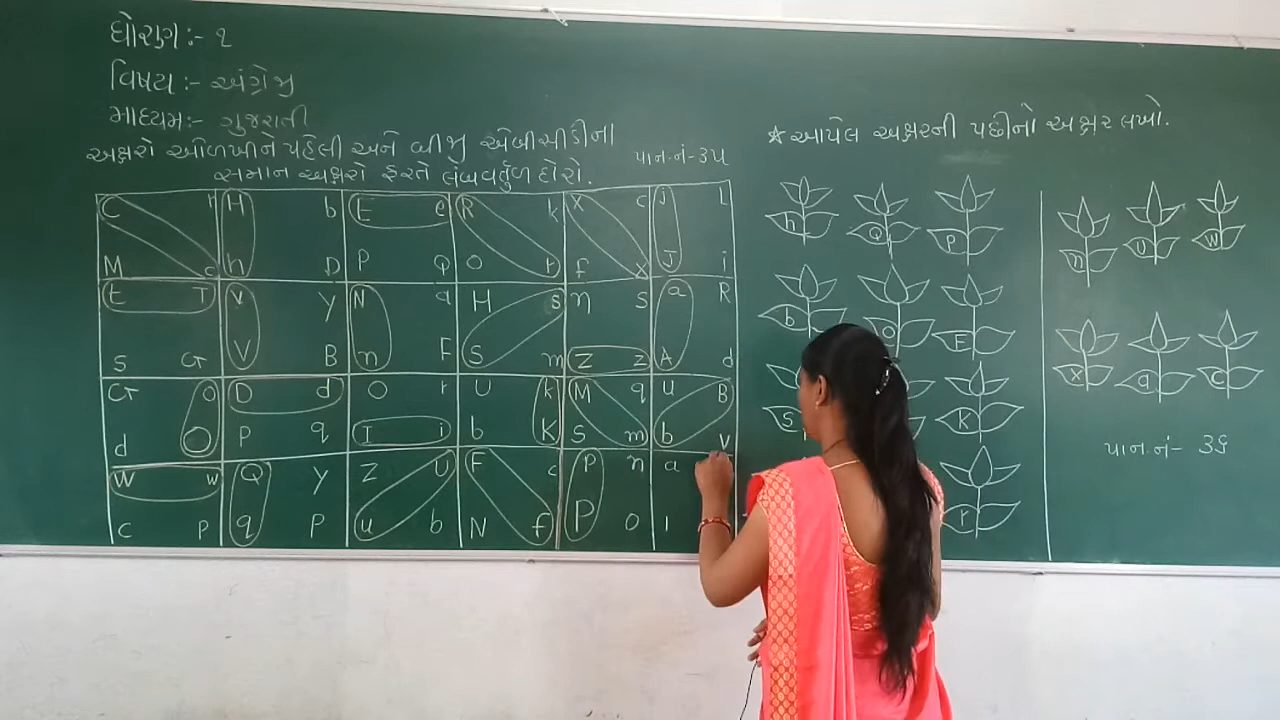 ધોરણ:- ૧
વિષય:- અંગ્રેજી
માધ્યમ:- ગુજરાતી
અક્ષરો ઓળખીને પહેલી અને બીજી એબીસીડીના
સમાન અક્ષરો ફરતે લંબવર્તુળ દોરો.
પાન.નં-૩૫
C r H b E e R k X c j L
M c h D P Q O r f x J i
t T v Y N a H s n s a R
S G V B n F S m Z z A d
G o D d O r U k M q u B
d O p q I i b K S m b V
W w Q y Z U F c P n a
C P q P u b N f p o l
★ આપેલ અક્ષરની પછીનો અક્ષર લખો.
h Q P
b O E
S K
r
m U W
x a C
પાન.નં- ૩૬